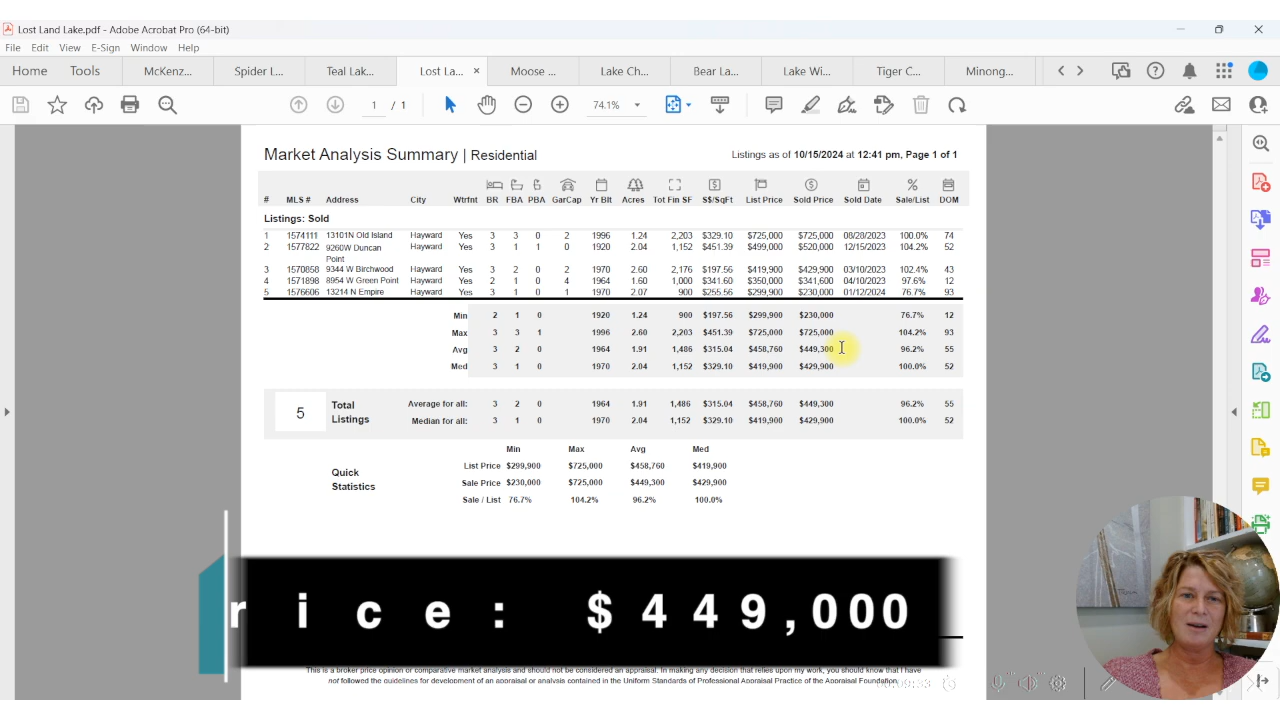 Lost Land Lake.pdf - Adobe Acrobat Pro (64-bit)
File Edit View E-Sign Window Help
Home Tools McKenz... Spider L... Teal Lak... Lost La... × Moose ... Lake Ch... Bear La... Lake Wi... Tiger C... Minong...
1 / 1 74.1%
Market Analysis Summary | Residential
Listings as of 10/15/2024 at 12:41 pm, Page 1 of 1
# MLS # Address City Wtrfnt BR FBA PBA GarCap Yr Blt Acres Tot Fin SF S$/SqFt List Price Sold Price Sold Date Sale/List DOM
Listings: Sold
1 1574111 13101N Old Island Hayward Yes 3 3 0 2 1996 1.24 2,203 $329.10 $725,000 $725,000 08/28/2023 100.0% 74
2 1577822 9260W Duncan Hayward Yes 3 1 1 0 1920 2.04 1,152 $451.39 $499,000 $520,000 12/15/2023 104.2% 52
Point
3 1570858 9344 W Birchwood Hayward Yes 3 2 0 2 1970 2.60 2,176 $197.56 $419,900 $429,900 03/10/2023 102.4% 43
4 1571898 8954 W Green Point Hayward Yes 2 1 0 4 1964 1.60 1,000 $341.60 $350,000 $341,600 04/10/2023 97.6% 12
5 1576606 13214 N Empire Hayward Yes 3 1 0 1 1970 2.07 900 $255.56 $299,900 $230,000 01/12/2024 76.7% 93
Min 2 1 0 1920 1.24 900 $197.56 $299,900 $230,000 76.7% 12
Max 3 3 1 1996 2.60 2,203 $451.39 $725,000 $725,000 104.2% 93
Avg 3 2 0 1964 1.91 1,486 $315.04 $458,760 $449,300 96.2% 55
Med 3 1 0 1970 2.04 1,152 $329.10 $419,900 $429,900 100.0% 52
5 Total Listings Average for all: 3 2 0 1964 1.91 1,486 $315.04 $458,760 $449,300 96.2% 55
Median for all: 3 1 0 1970 2.04 1,152 $329.10 $419,900 $429,900 100.0% 52
Min Max Avg Med
Quick Statistics
List Price $299,900 $725,000 $458,760 $419,900
Sale Price $230,000 $725,000 $449,300 $429,900
Sale / List 76.7% 104.2% 96.2% 100.0%
rice: $449,000
This is a broker price opinion or comparative market analysis and should not be considered an appraisal. In making any decision that relies upon my work, you should know that I have
not followed the guidelines for development of an appraisal or analysis contained in the Uniform Standards of Professional Appraisal Practice of the Appraisal Foundation.